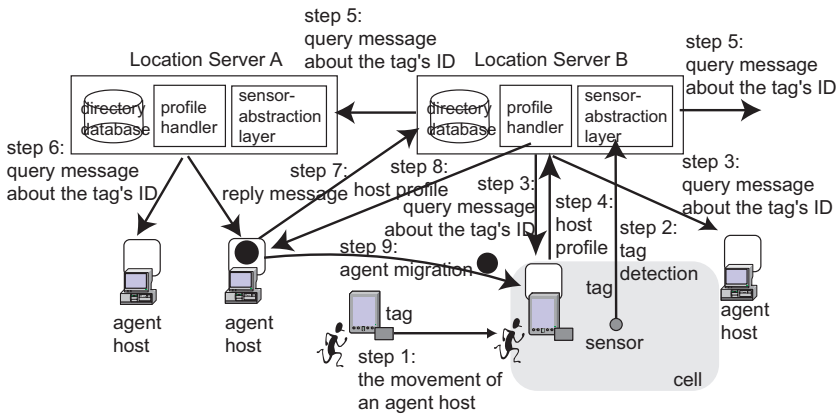 step 5:
query message
about the tag's ID
Location Server A
Location Server B
step 5:
query message
about the tag's ID
directory
database
profile
handler
sensor-
abstraction
layer
directory
database
profile
handler
sensor-
abstraction
layer
step 6:
query message
about the tag's ID
step 7:
reply message
step 8:
host profile
step 3:
query message
about the tag's ID
step 4:
host
profile
step 2:
tag
detection
step 3:
query message
about the tag's ID
step 9:
agent migration
agent
host
agent
host
tag
step 1:
the movement of
an agent host
tag
sensor
cell
agent
host